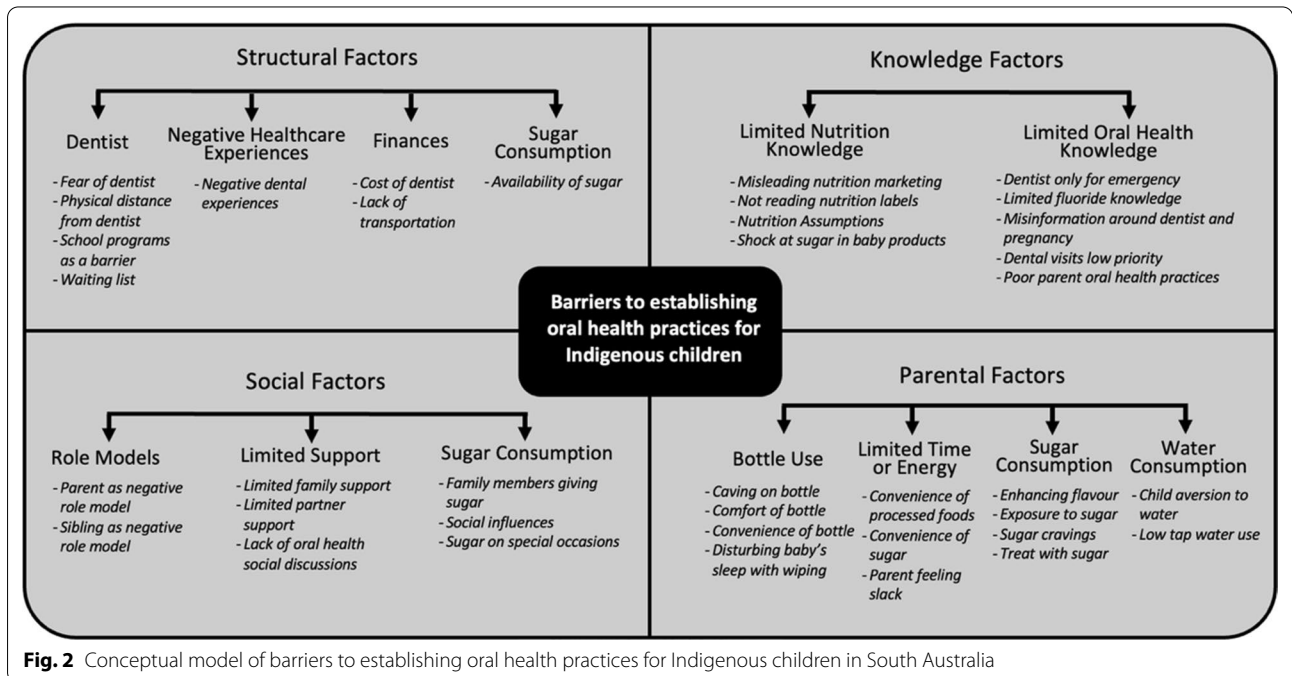 Structural Factors
Dentist
- Fear of dentist
- Physical distance
from dentist
- School programs
as a barrier
- Waiting list
Negative Healthcare
Experiences
- Negative dental
experiences
Finances
- Cost of dentist
- Lack of
transportation
Sugar
Consumption
- Availability of sugar
Knowledge Factors
Limited Nutrition
Knowledge
- Misleading nutrition marketing
- Not reading nutrition labels
- Nutrition Assumptions
- Shock at sugar in baby products
Limited Oral Health
Knowledge
- Dentist only for emergency
- Limited fluoride knowledge
- Misinformation around dentist and
pregnancy
- Dental visits low priority
- Poor parent oral health practices
Barriers to establishing
oral health practices for
Indigenous children
Social Factors
Role Models
- Parent as negative
role model
- Sibling as negative
role model
Limited Support
- Limited family support
- Limited partner
support
- Lack of oral health
social discussions
Sugar Consumption
- Family members giving
sugar
- Social influences
- Sugar on special occasions
Parental Factors
Bottle Use
- Caving on bottle
- Comfort of bottle
- Convenience of bottle
- Disturbing baby's
sleep with wiping
Limited Time
or Energy
- Convenience of
processed foods
- Convenience of
sugar
- Parent feeling
slack
Sugar
Consumption
- Enhancing flavour
- Exposure to sugar
- Sugar cravings
- Treat with sugar
Water
Consumption
- Child aversion to
water
- Low tap water use
Fig. 2 Conceptual model of barriers to establishing oral health practices for Indigenous children in South Australia